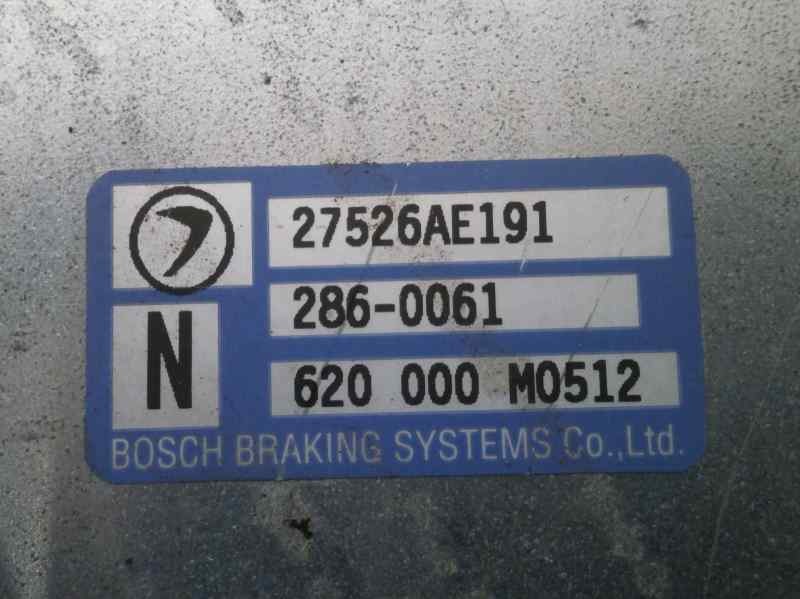 27526AE191
286-0061
N
620 000 M0512
BOSCH BRAKING SYSTEMS Co.,Ltd.